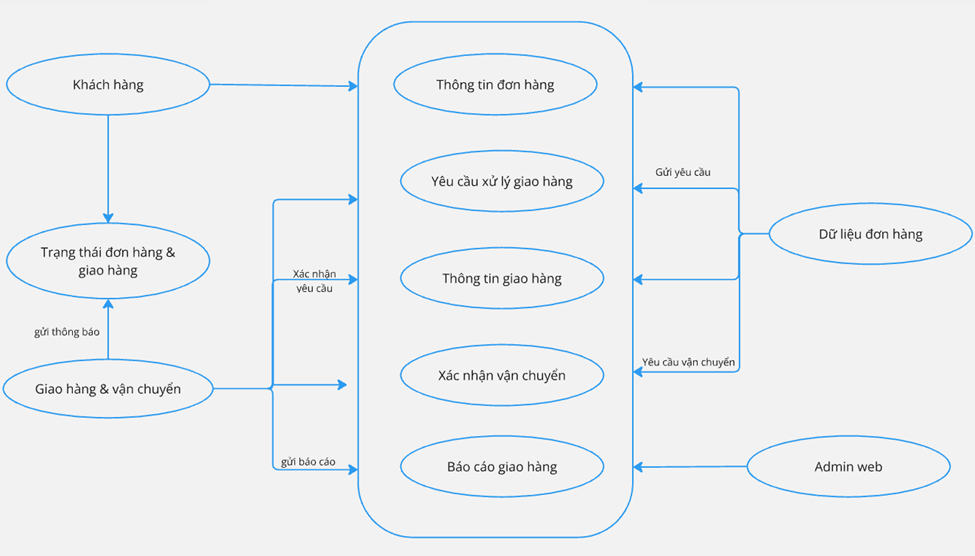 Khách hàng
Thông tin đơn hàng
Gửi yêu cầu
Yêu cầu xử lý giao hàng
Dữ liệu đơn hàng
Trạng thái đơn hàng &
giao hàng
Xác nhận
yêu cầu
Thông tin giao hàng
gửi thông báo
Yêu cầu vận chuyển
Giao hàng & vận chuyển
Xác nhận vận chuyển
gửi báo cáo
Báo cáo giao hàng
Admin web